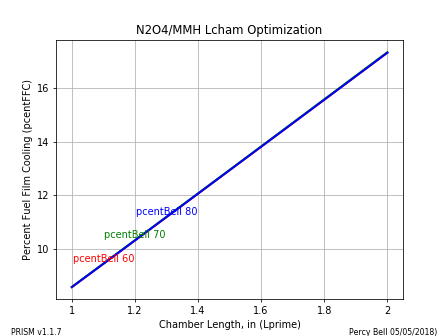 N2O4/MMH Lcham Optimization
Percent Fuel Film Cooling (pcentFFC)
16
14
12
10
pcentBell 80
pcentBell 70
pcentBell 60
1 1.2 1.4 1.6 1.8 2
Chamber Length, in (Lprime)
PRISM v1.1.7
Percy Bell 05/05/2018)